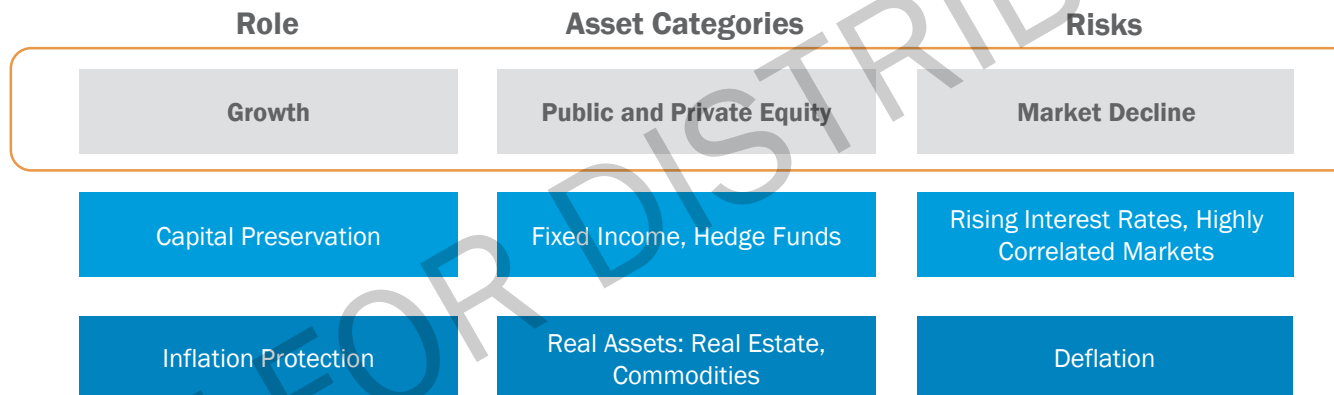 Role Asset Categories Risks
Growth Public and Private Equity Market Decline
Capital Preservation Fixed Income, Hedge Funds Rising Interest Rates, Highly
Correlated Markets
Inflation Protection Real Assets: Real Estate,
Commodities Deflation
FOR DISTRIB